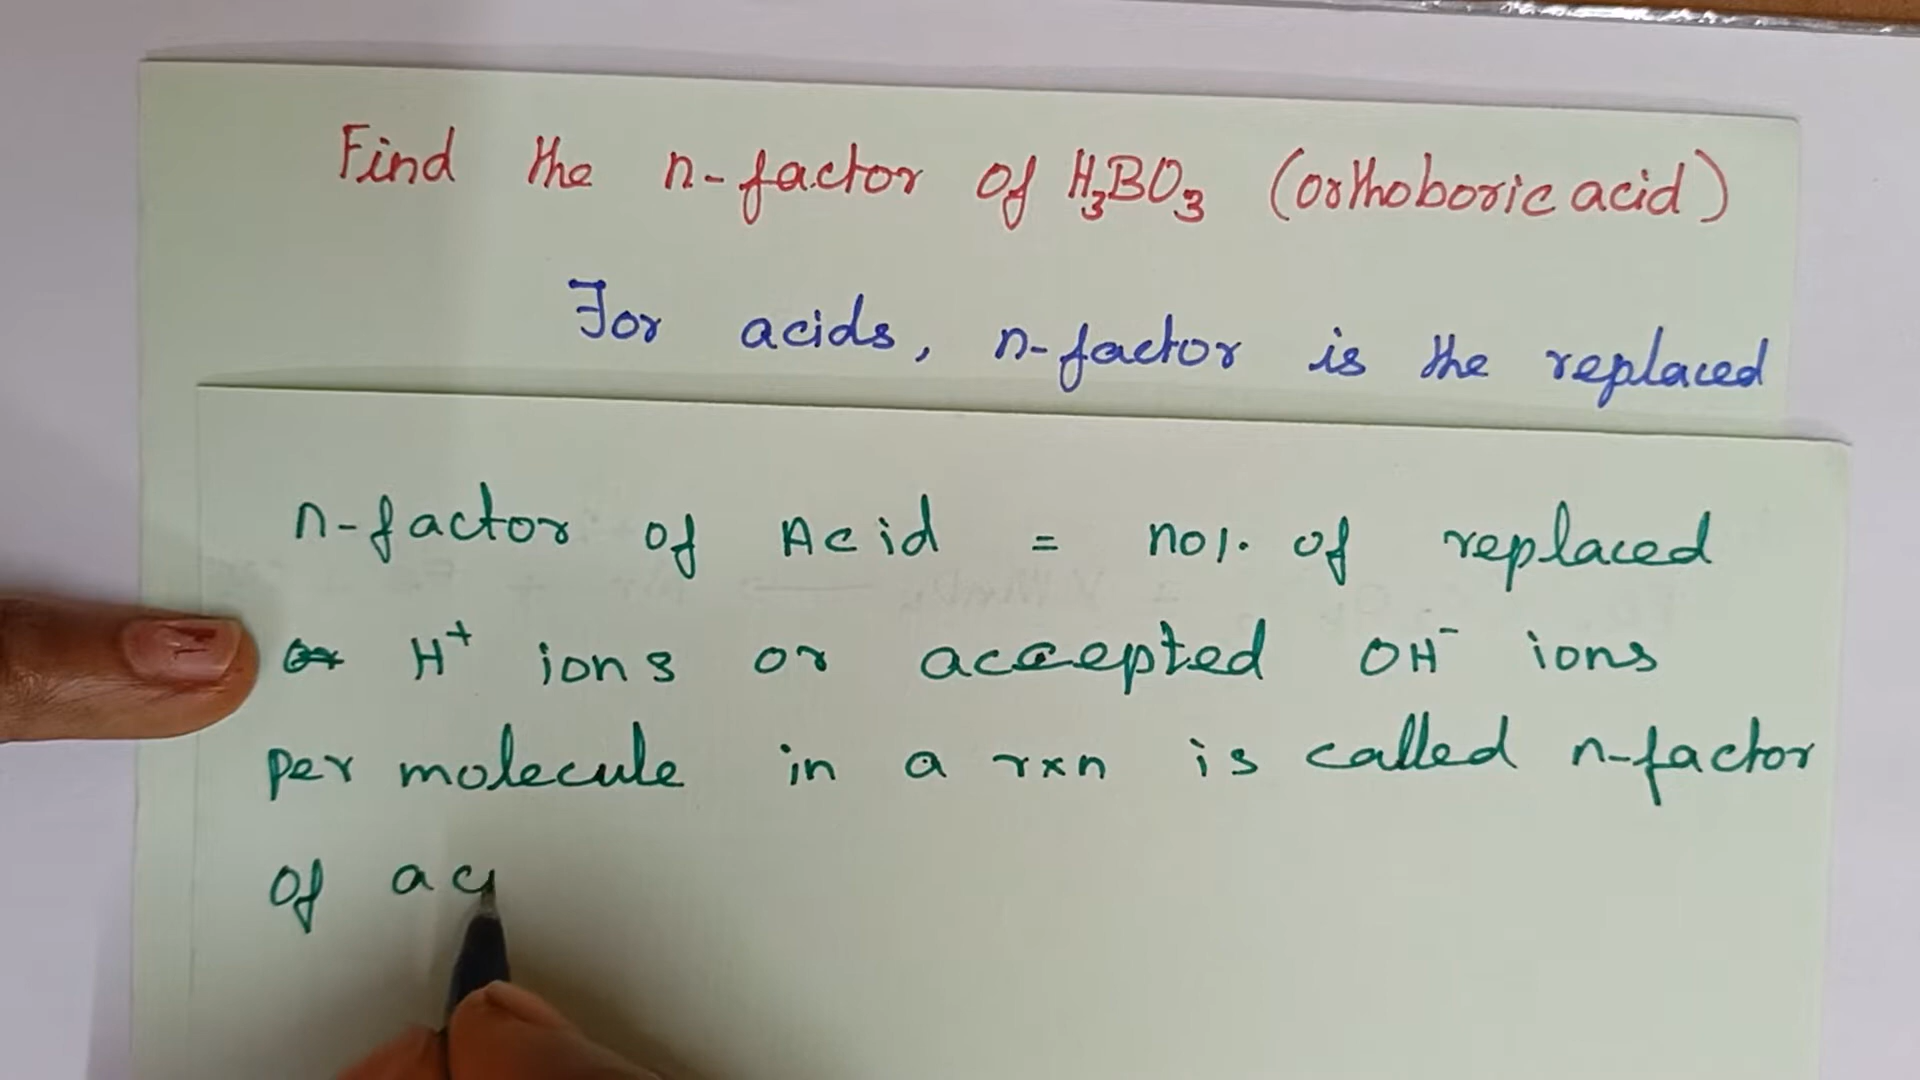 Find the n-factor of H₃BO₃ (orthoboric acid)
For acids, n-factor is the replaced
n-factor of Acid = no/. of replaced
H⁺ ions or accepted OH⁻ ions
per molecule in a rxn is called n-factor
of ac